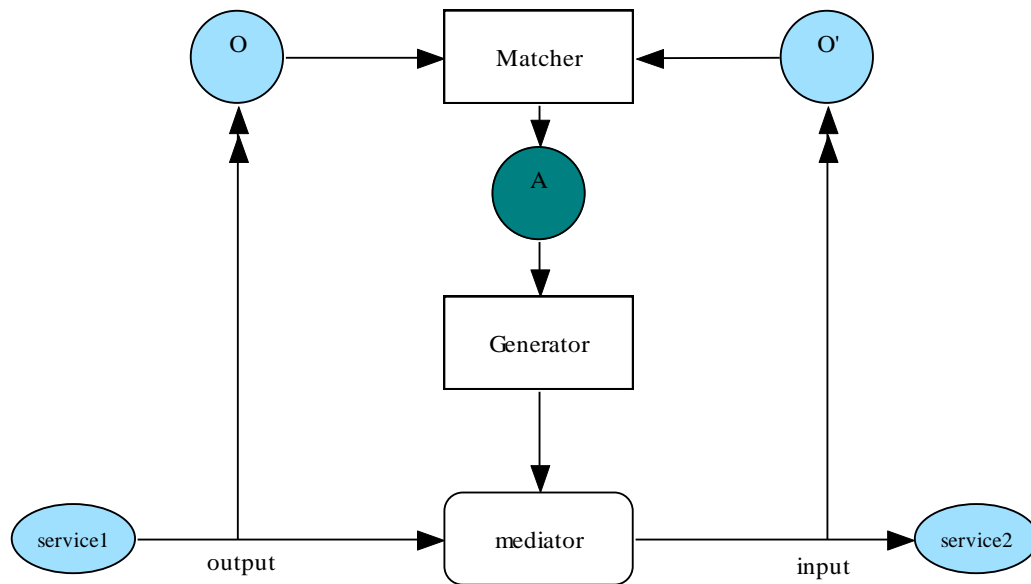 O
Matcher
O'
A
Generator
service1
output
mediator
input
service2